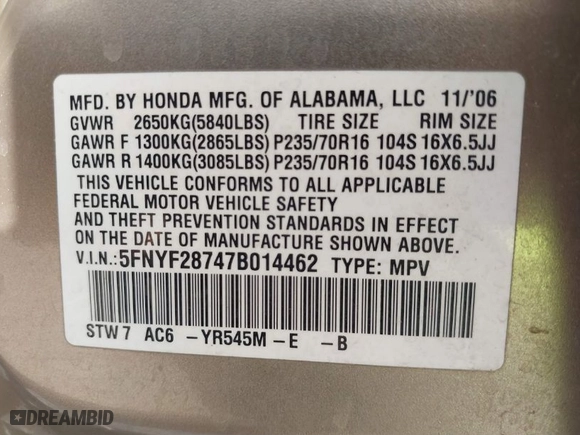 MFD. BY HONDA MFG. OF ALABAMA, LLC 11/'06
GVWR 2650KG(5840LBS) TIRE SIZE RIM SIZE
GAWR F 1300KG(2865LBS) P235/70R16 104S 16X6.5JJ
GAWR R 1400KG(3085LBS) P235/70R16 104S 16X6.5JJ
THIS VEHICLE CONFORMS TO ALL APPLICABLE
FEDERAL MOTOR VEHICLE SAFETY
AND THEFT PREVENTION STANDARDS IN EFFECT
ON THE DATE OF MANUFACTURE SHOWN ABOVE.
V.I.N.:5FNYF28747B014462 TYPE: MPV
STW7 AC6 -YR545M-E -B
DREAMBID